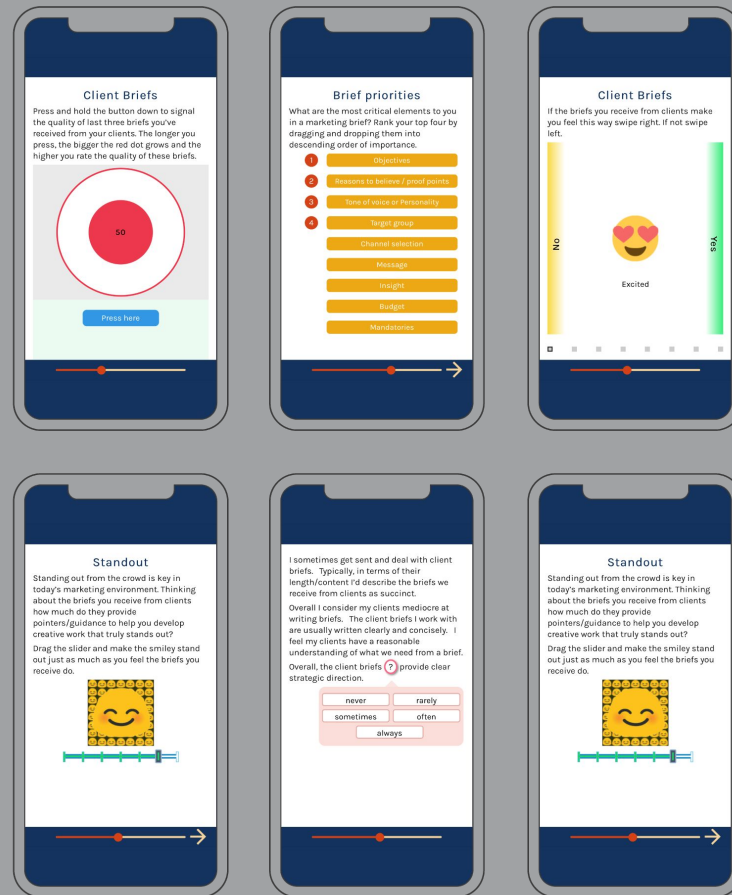 Client Briefs
Press and hold the button down to signal
the quality of last three briefs you've
received from your clients. The longer you
press, the bigger the red dot grows and the
higher you rate the quality of these briefs.
50
Press here
Brief priorities
What are the most critical elements to you
in a marketing brief? Rank your top four by
dragging and dropping them into
descending order of importance.
1 Objectives
2 Reasons to believe / proof points
3 Tone of voice or Personality
4 Target group
Channel selection
Message
Insight
Budget
Mandatories
Client Briefs
If the briefs you receive from clients make
you feel this way swipe right. If not swipe
left.
No
Yes
Excited
Standout
Standing out from the crowd is key in
today's marketing environment. Thinking
about the briefs you receive from clients
how much do they provide
pointers/guidance to help you develop
creative work that truly stands out?
Drag the slider and make the smiley stand
out just as much as you feel the briefs you
receive do.
I sometimes get sent and deal with client
briefs. Typically, in terms of their
length/content I'd describe the briefs we
receive from clients as succinct.
Overall I consider my clients mediocre at
writing briefs. The client briefs I work with
are usually written clearly and concisely. I
feel my clients have a reasonable
understanding of what we need from a brief.
Overall, the client briefs ? provide clear
strategic direction.
never rarely
sometimes often
always
Standout
Standing out from the crowd is key in
today's marketing environment. Thinking
about the briefs you receive from clients
how much do they provide
pointers/guidance to help you develop
creative work that truly stands out?
Drag the slider and make the smiley stand
out just as much as you feel the briefs you
receive do.